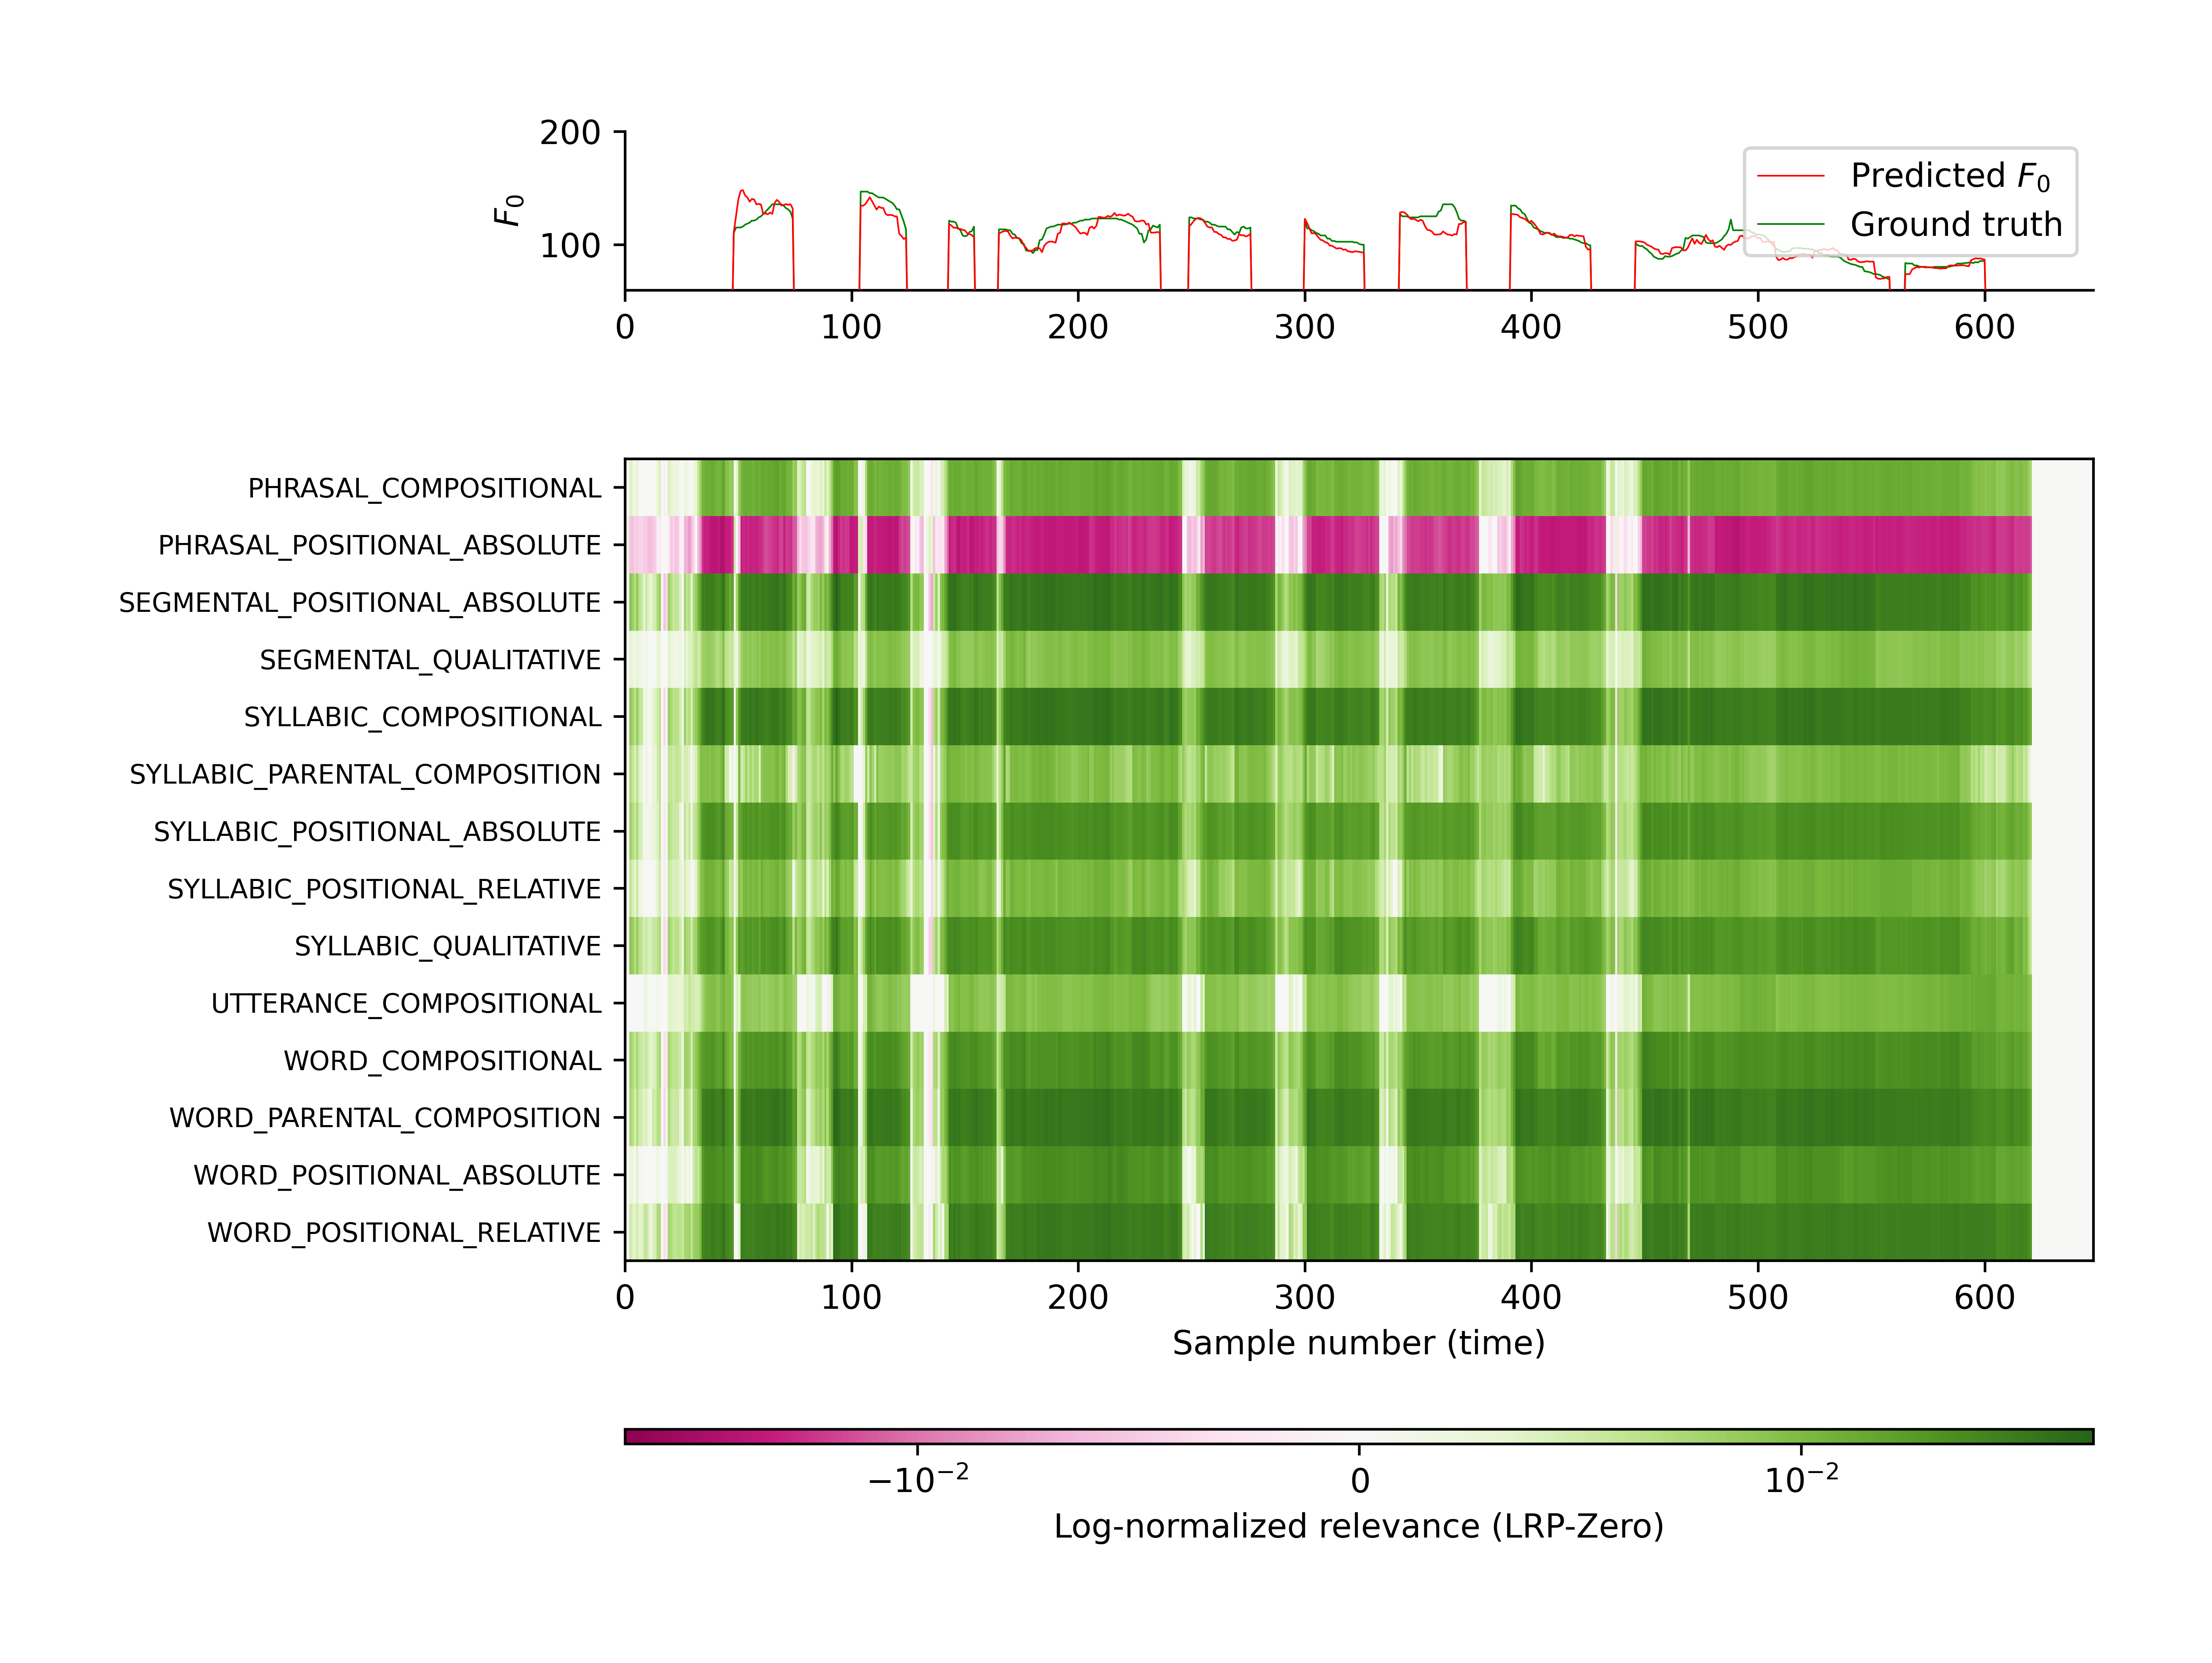 200
100
F₀
Predicted F₀
Ground truth
0 100 200 300 400 500 600
PHRASAL_COMPOSITIONAL
PHRASAL_POSITIONAL_ABSOLUTE
SEGMENTAL_POSITIONAL_ABSOLUTE
SEGMENTAL_QUALITATIVE
SYLLABIC_COMPOSITIONAL
SYLLABIC_PARENTAL_COMPOSITION
SYLLABIC_POSITIONAL_ABSOLUTE
SYLLABIC_POSITIONAL_RELATIVE
SYLLABIC_QUALITATIVE
UTTERANCE_COMPOSITIONAL
WORD_COMPOSITIONAL
WORD_PARENTAL_COMPOSITION
WORD_POSITIONAL_ABSOLUTE
WORD_POSITIONAL_RELATIVE
0 100 200 300 400 500 600
Sample number (time)
−10⁻² 0 10⁻²
Log-normalized relevance (LRP-Zero)